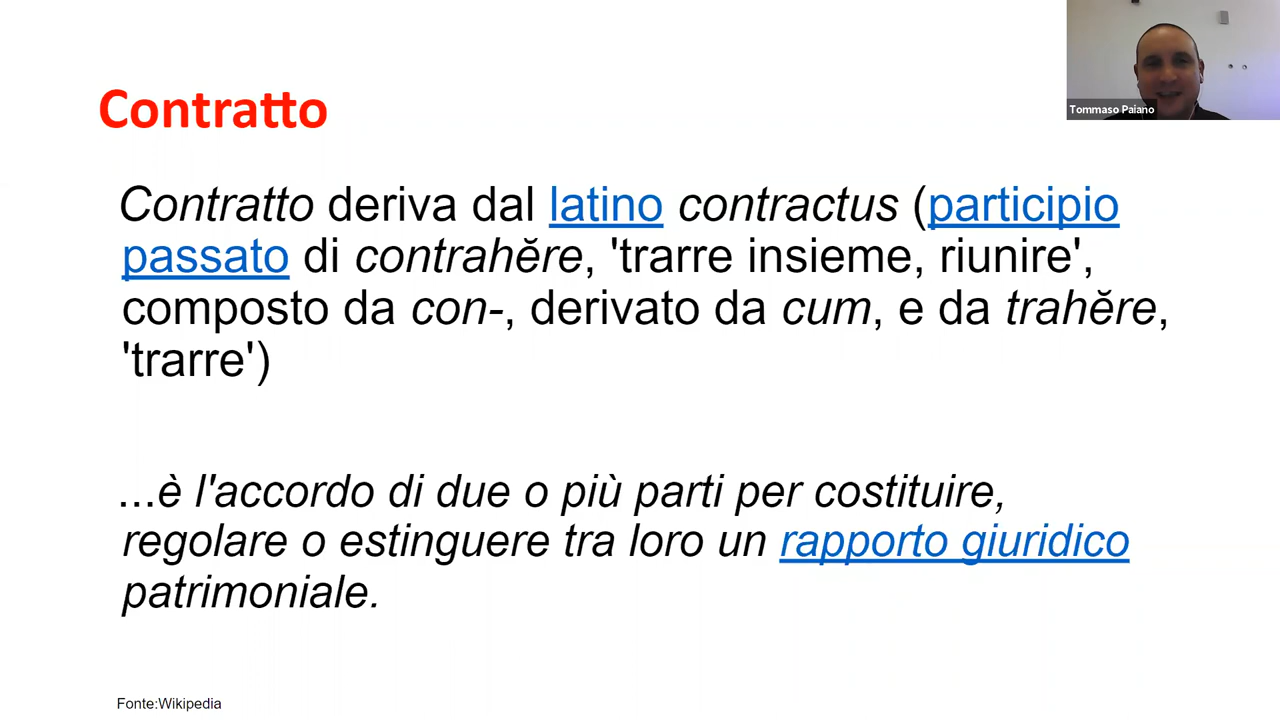 Contratto
Tommaso Paiano
Contratto deriva dal latino contractus (participio
passato di contrahĕre, 'trarre insieme, riunire',
composto da con-, derivato da cum, e da trahĕre,
'trarre')
...è l'accordo di due o più parti per costituire,
regolare o estinguere tra loro un rapporto giuridico
patrimoniale.
Fonte:Wikipedia